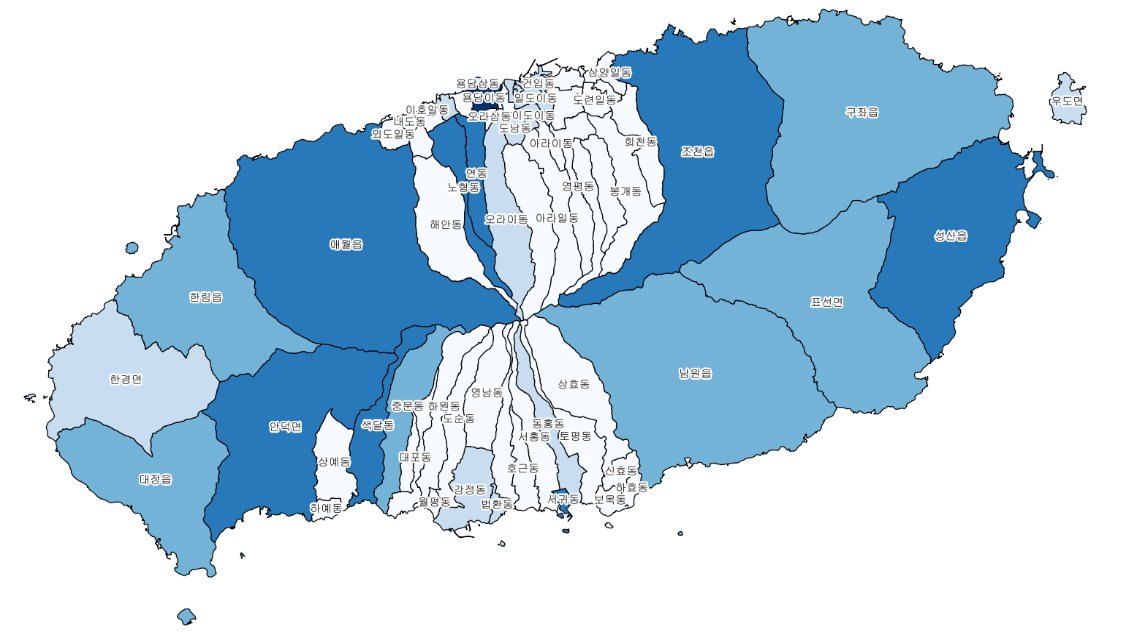 삼양일동
용담삼동
건입동
용담이동
일도이동
도련일동
우도면
이호일동
구좌읍
오라삼동
이도이동
대도동
도남동
외도일동
아라이동
회천동
조천읍
연동
노형동
영평동
봉개동
오라이동
아라일동
해안동
성산읍
애월읍
한림읍
표선면
남원읍
한경면
상효동
영남동
중문동
하원동
도순동
동홍동
색달동
안덕면
서홍동
토평동
대포동
상예동
호근동
신효동
대정읍
강정동
하효동
월평동
법환동
서귀동
보목동
하예동